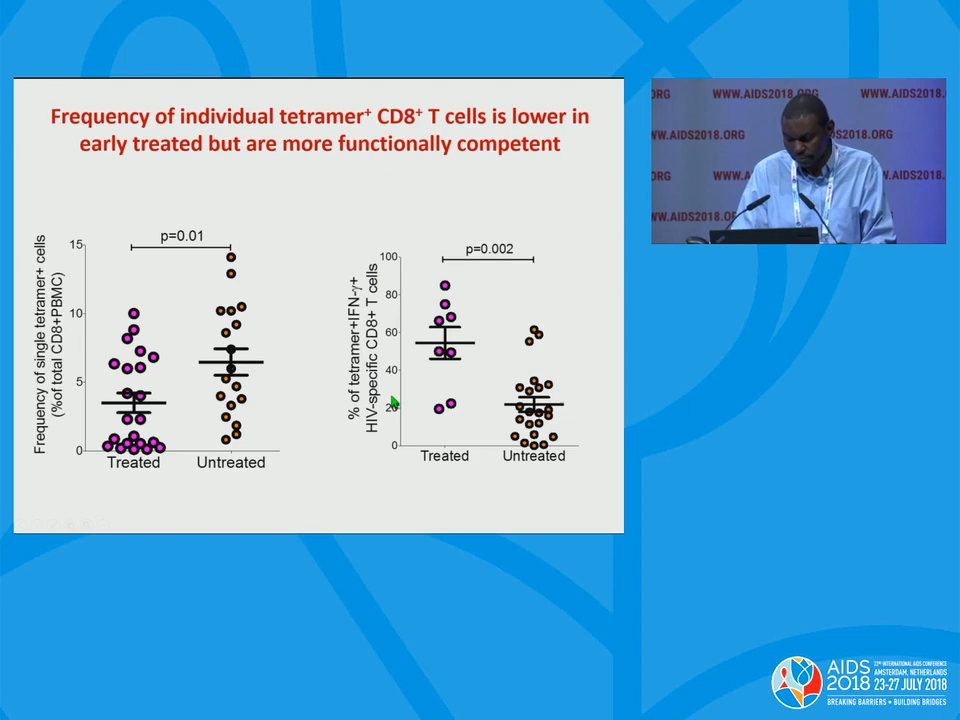 Frequency of individual tetramer⁺ CD8⁺ T cells is lower in
early treated but are more functionally competent
Frequency of single tetramer+ cells
(%of total CD8+PBMC)
15
10
5
0
p=0.01
Treated
Untreated
% of tetramer+IFN-γ+
HIV-specific CD8+ T cells
100
80
60
40
20
0
p=0.002
Treated
Untreated
ORG
WWW.AIDS2018.ORG
WWW.AIDS2018.
WW.AIDS2018.ORG
WWW.A
S2018.ORG
ORG
WWW.A
WW.AIDS2018.O
AIDS
2018
22ND INTERNATIONAL AIDS CONFERENCE
AMSTERDAM, NETHERLANDS
23-27 JULY 2018
BREAKING BARRIERS • BUILDING BRIDGES